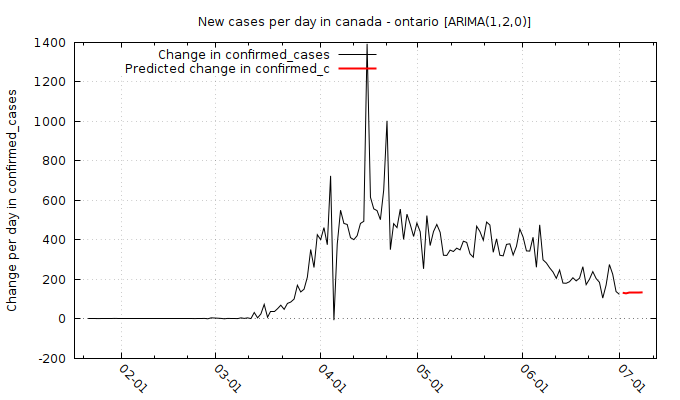 New cases per day in canada - ontario [ARIMA(1,2,0)]
Change in confirmed_cases
Predicted change in confirmed_c
Change per day in confirmed_cases
1400
1200
1000
800
600
400
200
0
-200
02-01 03-01 04-01 05-01 06-01 07-01